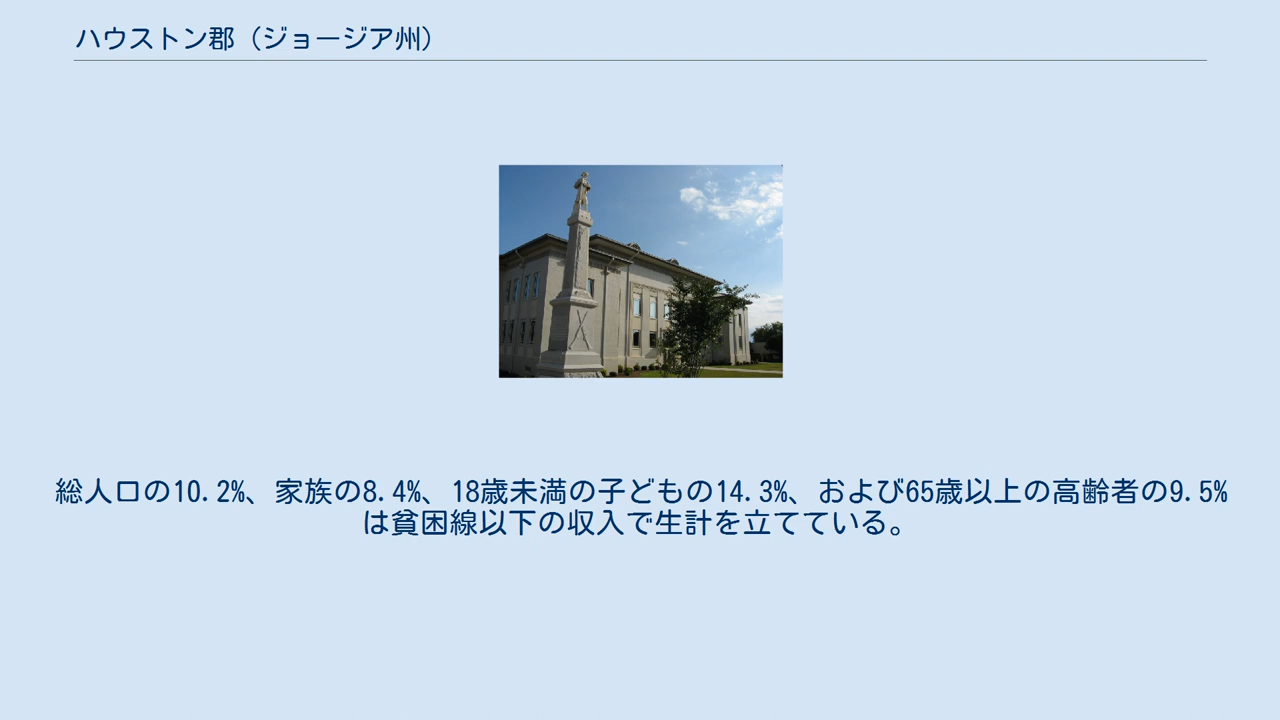 ハウストン郡（ジョージア州）
総人口の10.2%、家族の8.4%、18歳未満の子どもの14.3%、および65歳以上の高齢者の9.5%
は貧困線以下の収入で生計を立てている。